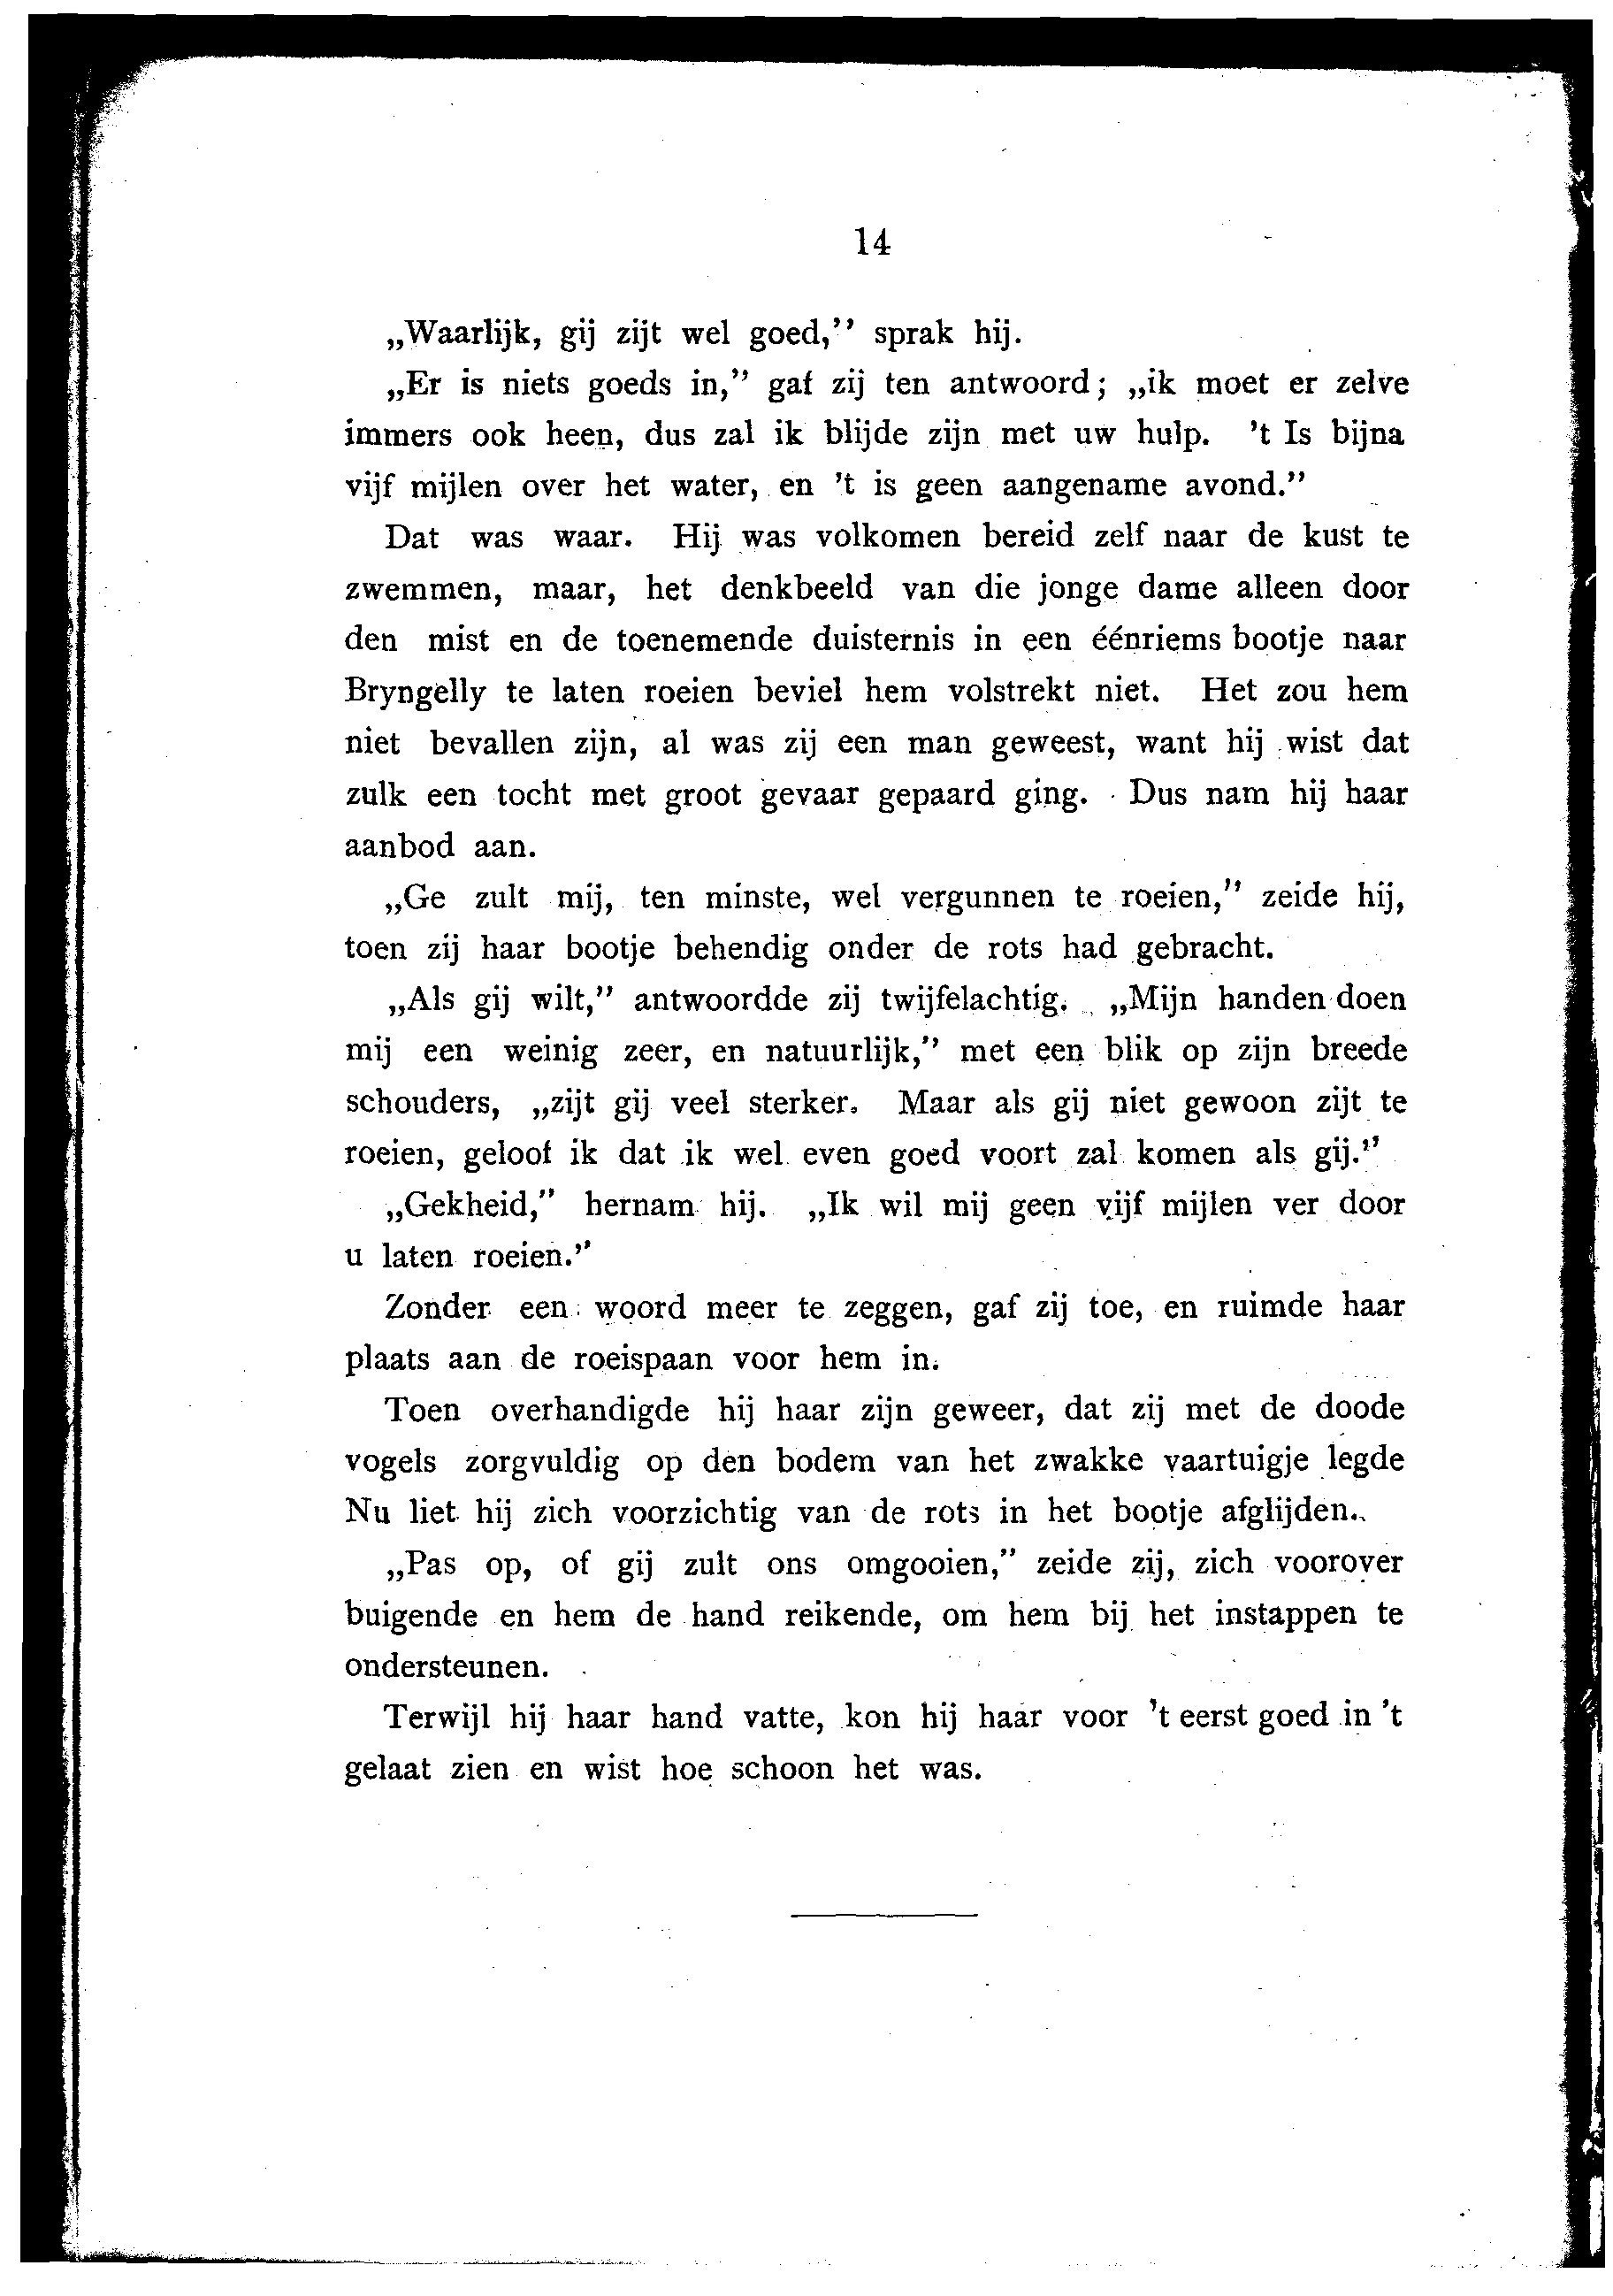 14
„Waarlijk, gij zijt wel goed,” sprak hij.
„Er is niets goeds in,” gaf zij ten antwoord; „ik moet er zelve
immers ook heen, dus zal ik blijde zijn met uw hulp. 't Is bijna
vijf mijlen over het water, en 't is geen aangename avond.”
Dat was waar. Hij was volkomen bereid zelf naar de kust te
zwemmen, maar, het denkbeeld van die jonge dame alleen door
den mist en de toenemende duisternis in een éénriems bootje naar
Bryngelly te laten roeien beviel hem volstrekt niet. Het zou hem
niet bevallen zijn, al was zij een man geweest, want hij wist dat
zulk een tocht met groot gevaar gepaard ging. Dus nam hij haar
aanbod aan.
„Ge zult mij, ten minste, wel vergunnen te roeien,” zeide hij,
toen zij haar bootje behendig onder de rots had gebracht.
„Als gij wilt,” antwoordde zij twijfelachtig. „Mijn handen doen
mij een weinig zeer, en natuurlijk,” met een blik op zijn breede
schouders, „zijt gij veel sterker. Maar als gij niet gewoon zijt te
roeien, geloof ik dat ik wel even goed voort zal komen als gij.”
„Gekheid,” hernam hij. „Ik wil mij geen vijf mijlen ver door
u laten roeien.”
Zonder een woord meer te zeggen, gaf zij toe, en ruimde haar
plaats aan de roeispaan voor hem in.
Toen overhandigde hij haar zijn geweer, dat zij met de doode
vogels zorgvuldig op den bodem van het zwakke vaartuigje legde
Nu liet hij zich voorzichtig van de rots in het bootje afglijden.
„Pas op, of gij zult ons omgooien,” zeide zij, zich voorover
buigende en hem de hand reikende, om hem bij het instappen te
ondersteunen.
Terwijl hij haar hand vatte, kon hij haar voor 't eerst goed in 't
gelaat zien en wist hoe schoon het was.